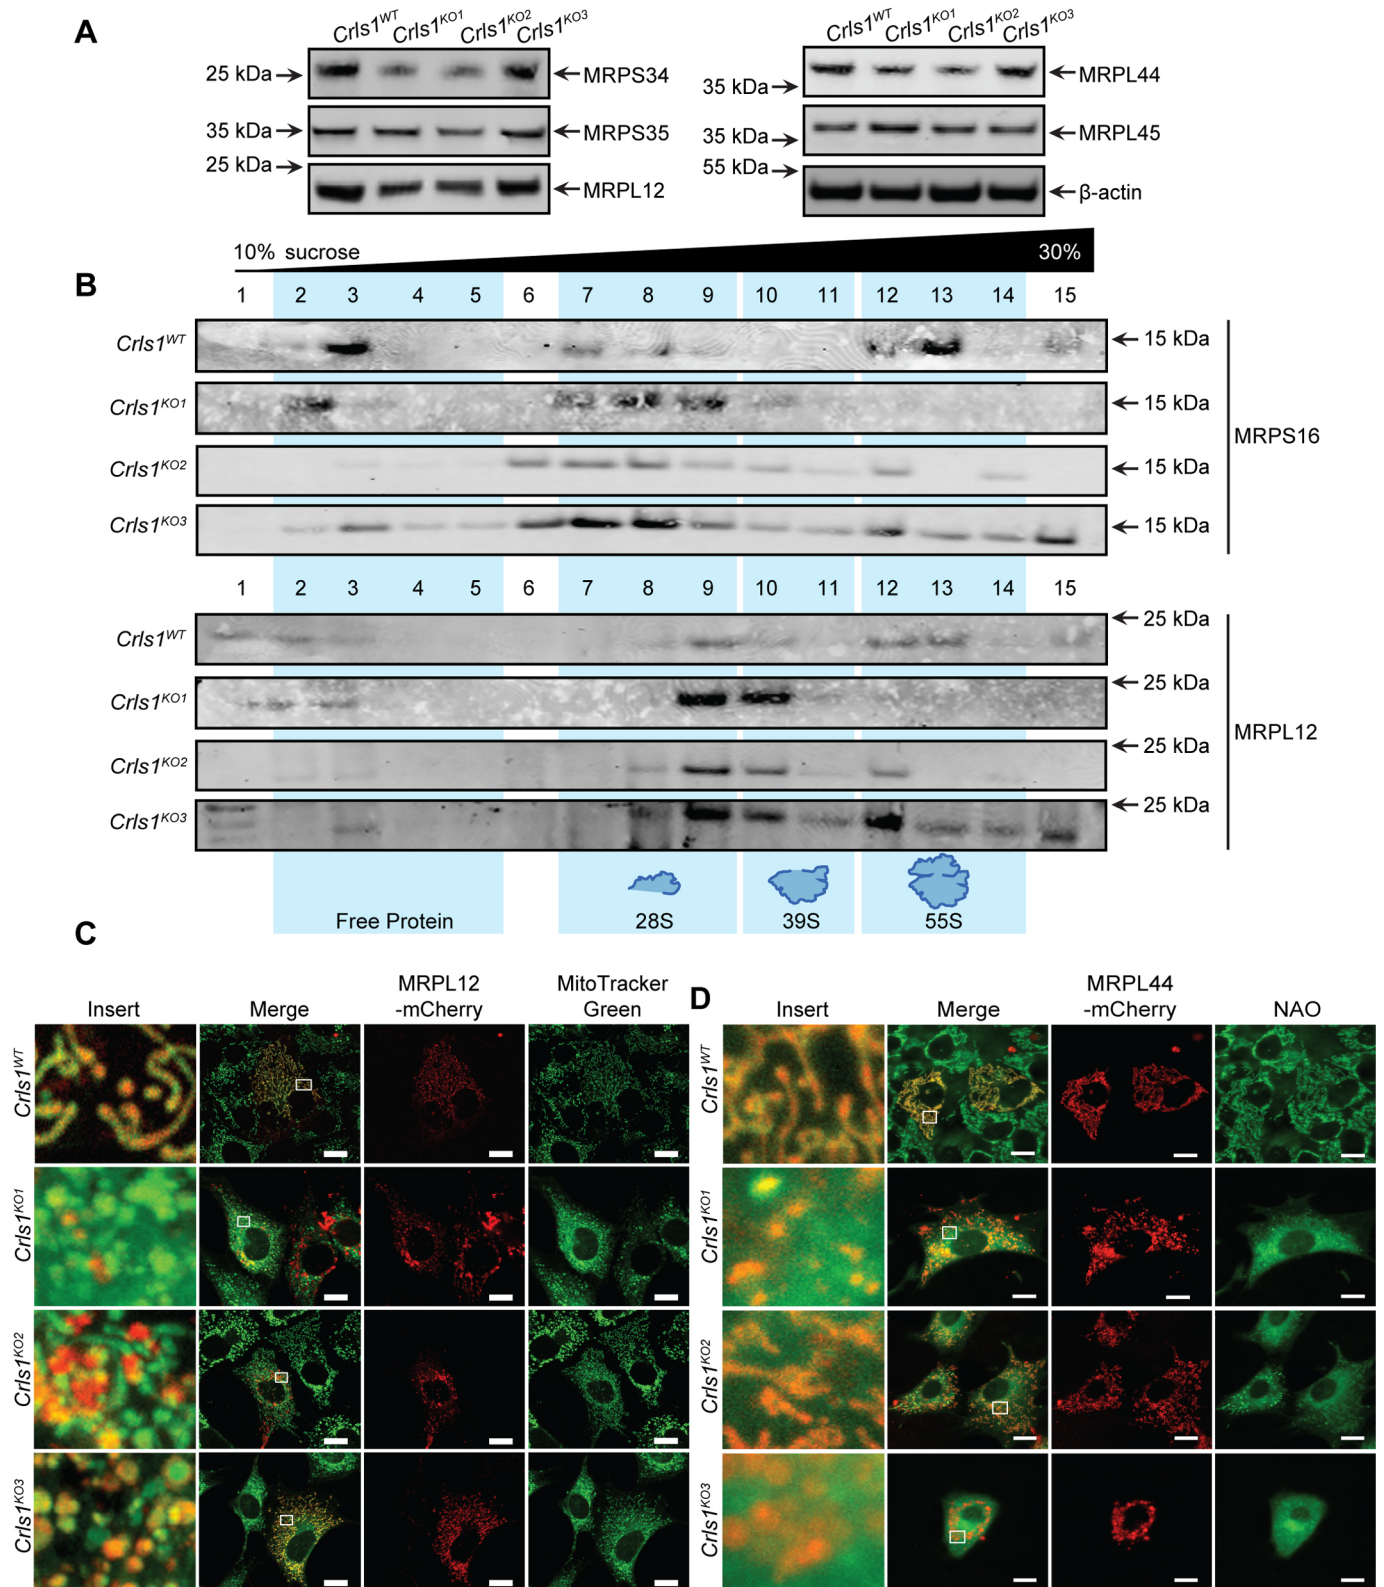 A
Crls1WT Crls1KO1 Crls1KO2 Crls1KO3
25 kDa MRPS34
35 kDa MRPS35
25 kDa
MRPL12
Crls1WT Crls1KO1 Crls1KO2 Crls1KO3
35 kDa MRPL44
35 kDa MRPL45
55 kDa
β-actin
10% sucrose 30%
B
1 2 3 4 5 6 7 8 9 10 11 12 13 14 15
Crls1WT 15 kDa
Crls1KO1 15 kDa
Crls1KO2 15 kDa
Crls1KO3 15 kDa
MRPS16
1 2 3 4 5 6 7 8 9 10 11 12 13 14 15
Crls1WT 25 kDa
Crls1KO1 25 kDa
Crls1KO2 25 kDa
Crls1KO3 25 kDa
MRPL12
Free Protein 28S 39S 55S
C
Insert Merge MRPL12 -mCherry MitoTracker Green
Crls1WT
Crls1KO1
Crls1KO2
Crls1KO3
D
Insert Merge MRPL44 -mCherry NAO
Crls1WT
Crls1KO1
Crls1KO2
Crls1KO3